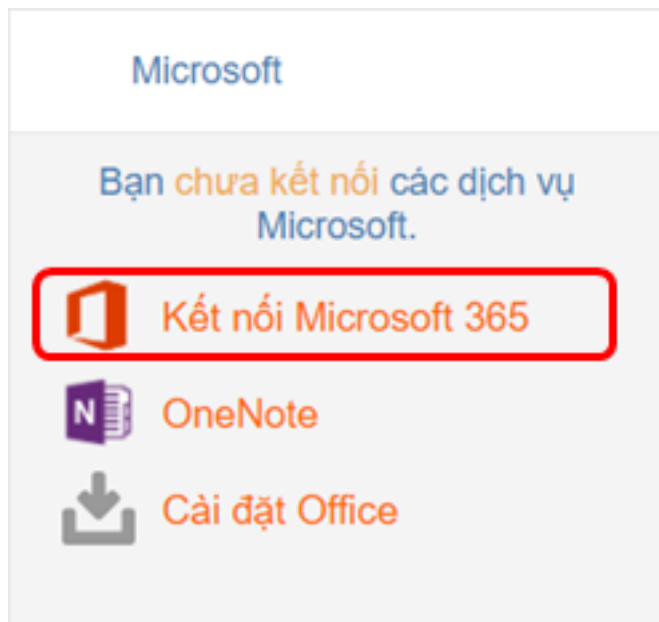 Microsoft
Bạn chưa kết nối các dịch vụ
Microsoft.
Kết nối Microsoft 365
N
OneNote
Cài đặt Office